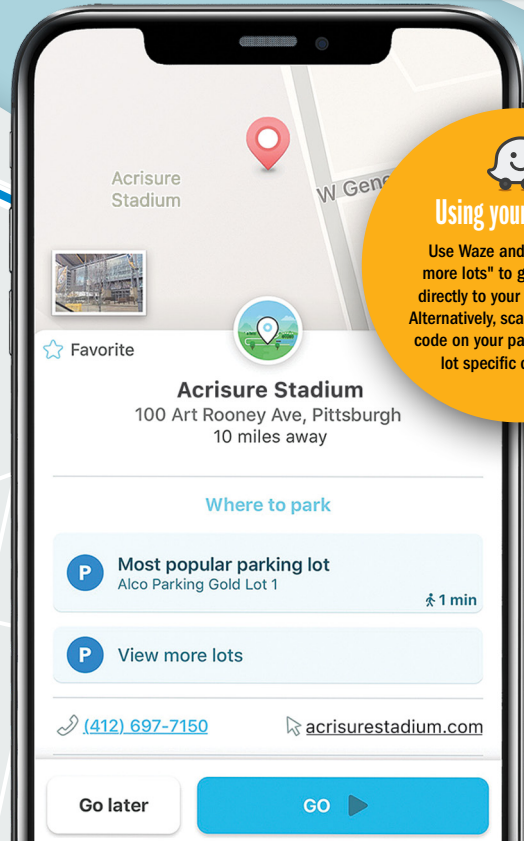 Acrisure
Stadium
W Gene
Using your
Use Waze and
more lots" to g
directly to your
Alternatively, sca
code on your pa
lot specific
Favorite
Acrisure Stadium
100 Art Rooney Ave, Pittsburgh
10 miles away
Where to park
P
Most popular parking lot
Alco Parking Gold Lot 1
1 min
P
View more lots
(412) 697-7150
acrisurestadium.com
Go later
GO